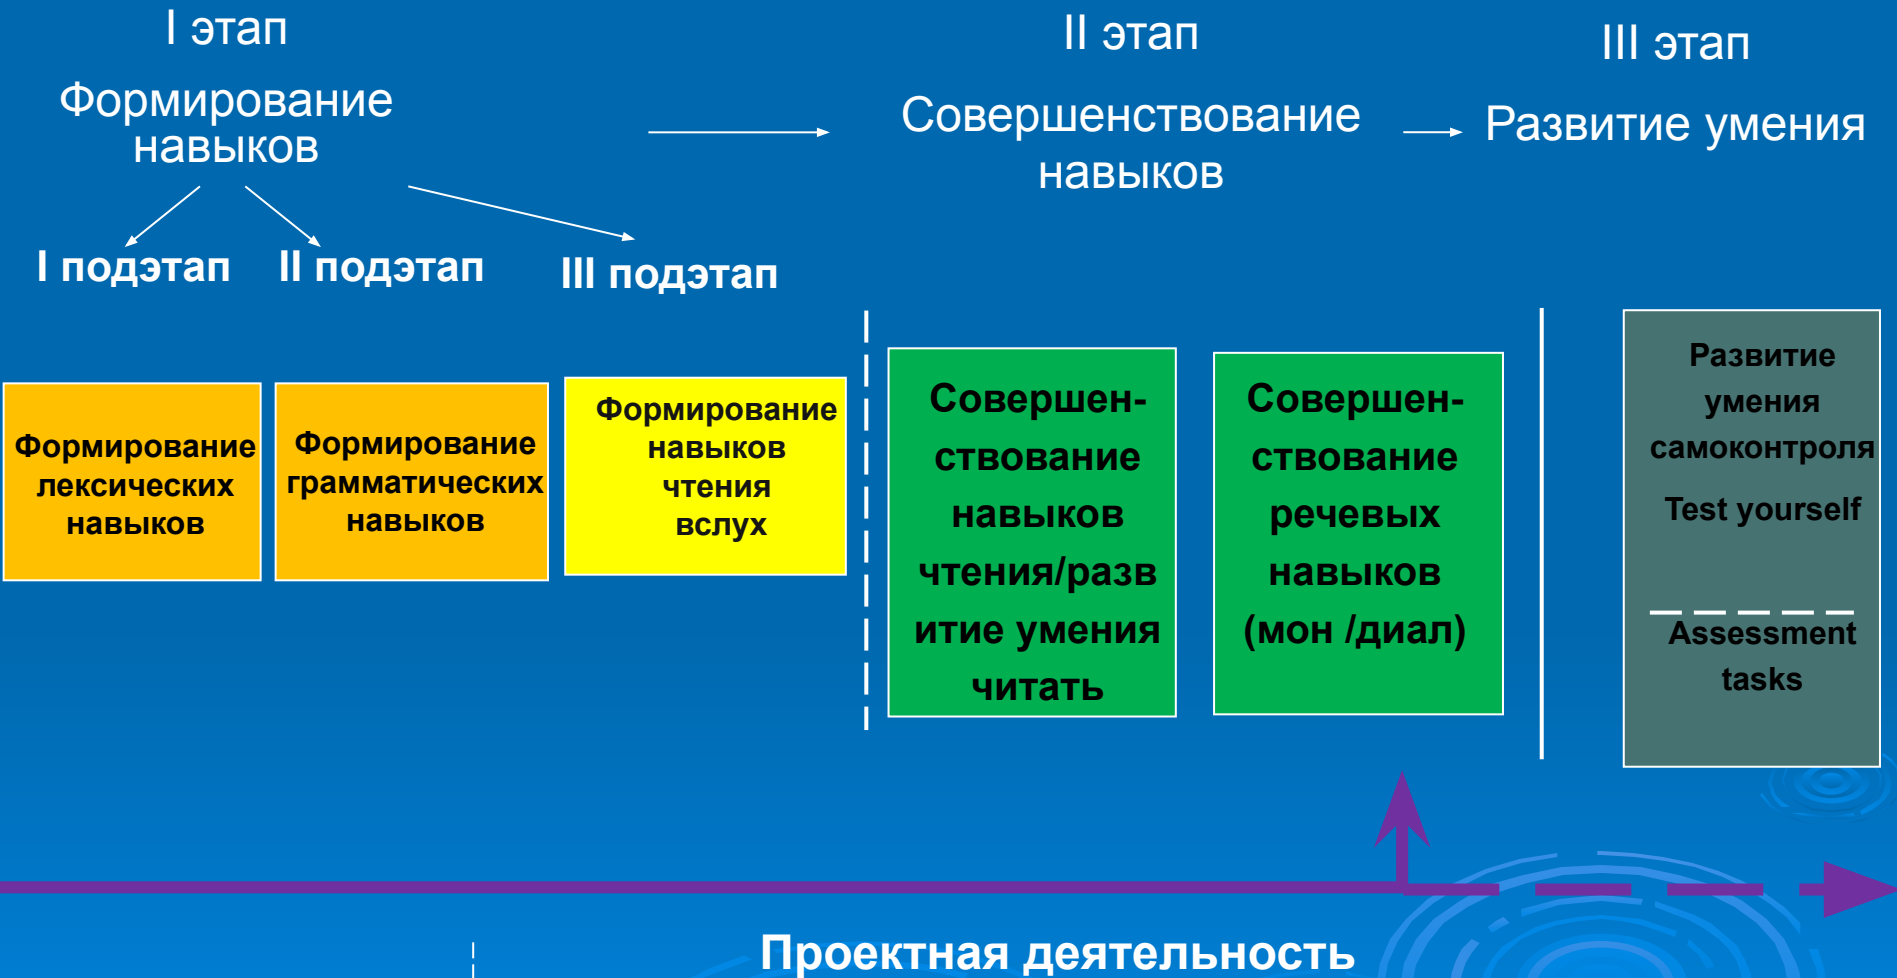 I этап
Формирование
навыков
II этап
Совершенствование
навыков
III этап
Развитие умения
I подэтап
II подэтап
III подэтап
Формирование
лексических
навыков
Формирование
грамматических
навыков
Формирование
навыков
чтения
вслух
Совершен-
ствование
навыков
чтения/разв
итие умения
читать
Совершен-
ствование
речевых
навыков
(мон /диал)
Развитие
умения
самоконтроля
Test yourself
Assessment
tasks
Проектная деятельность